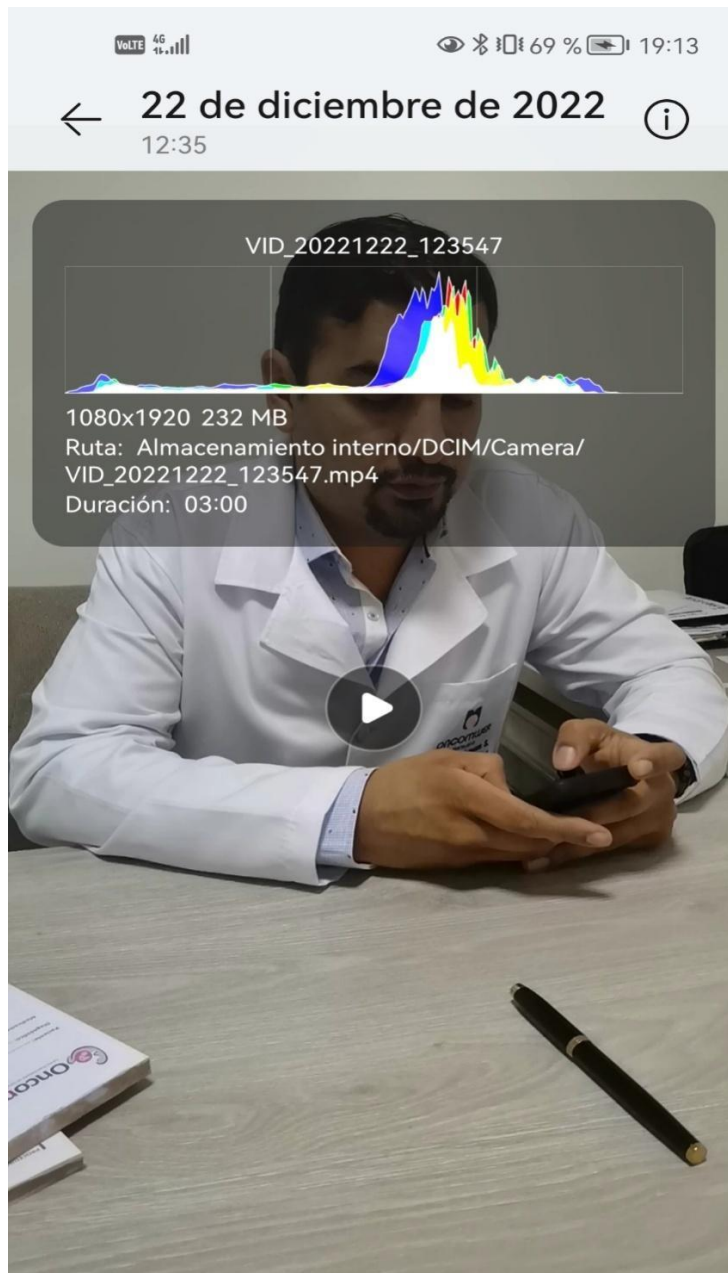 VoLTE 4G 69 % 19:13
22 de diciembre de 2022
12:35
VID_20221222_123547
1080x1920 232 MB
Ruta: Almacenamiento interno/DCIM/Camera/
VID_20221222_123547.mp4
Duración: 03:00